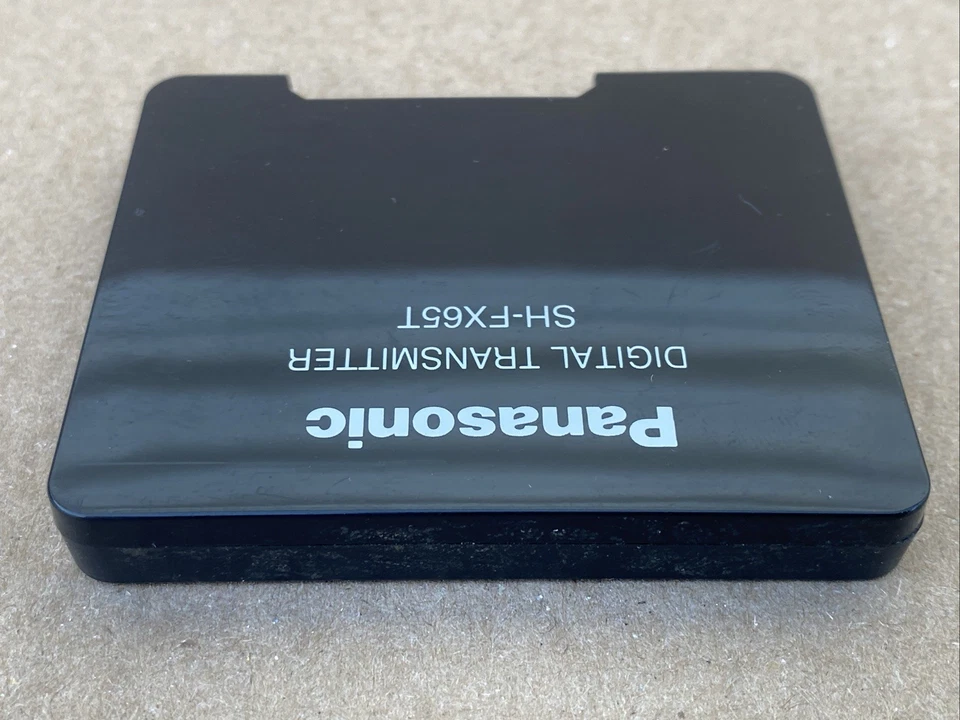 Panasonic
DIGITAL TRANSMITTER
SH-FX65T